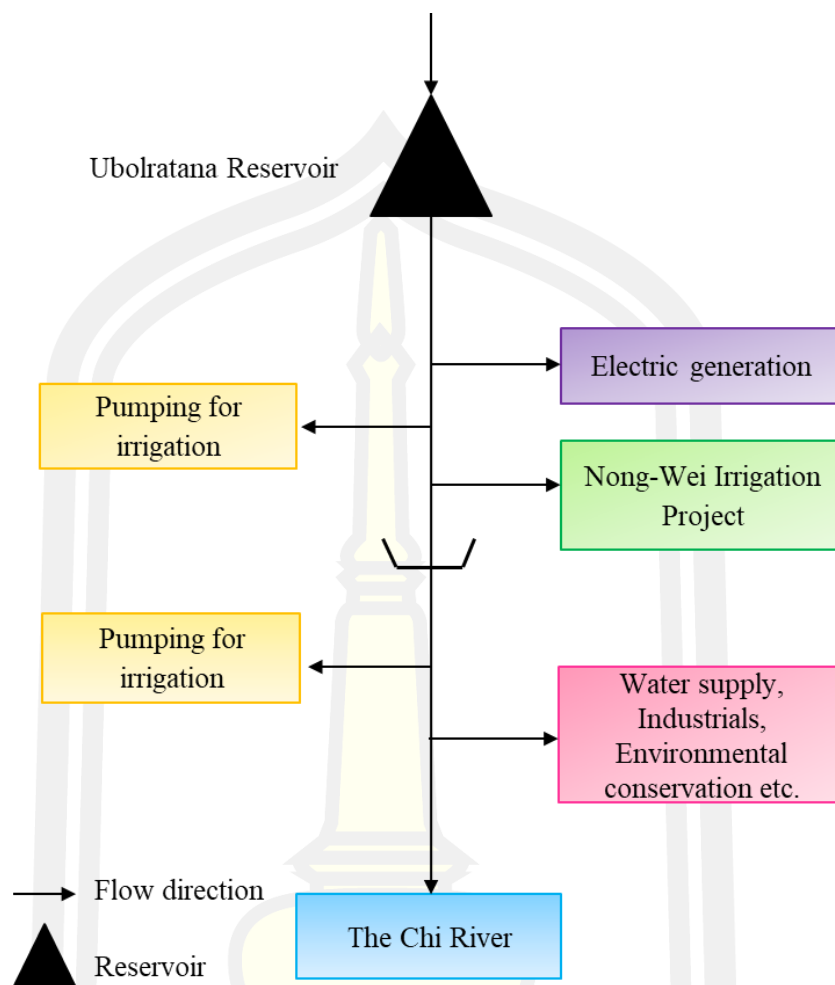 Ubolratana Reservoir
Electric generation
Pumping for
irrigation
Nong-Wei Irrigation
Project
Pumping for
irrigation
Water supply,
Industrials,
Environmental
conservation etc.
Flow direction
The Chi River
Reservoir